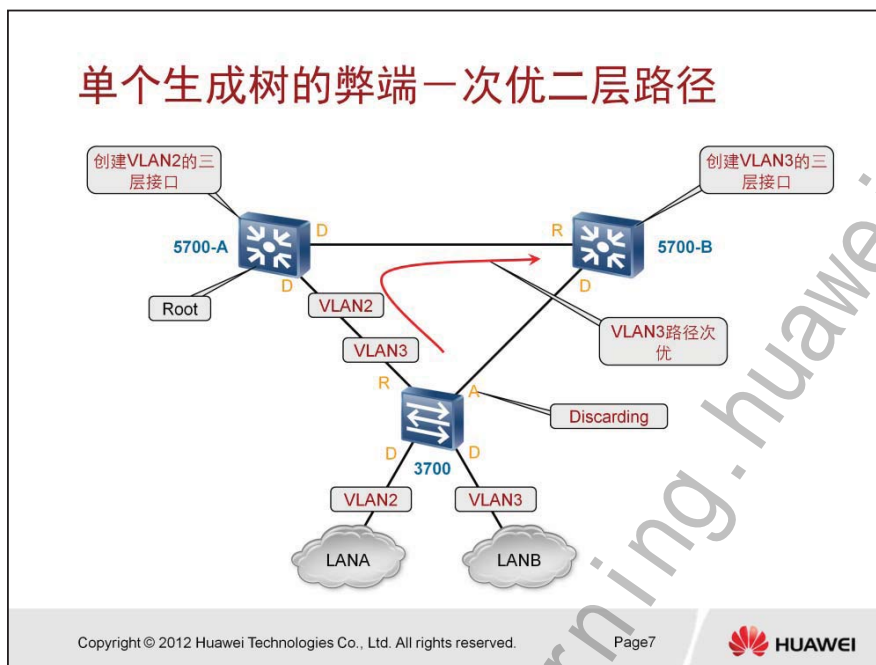 单个生成树的弊端－次优二层路径
创建VLAN2的三
层接口
创建VLAN3的三
层接口
D
R
5700-A
5700-B
D
D
Root
VLAN2
VLAN3
VLAN3路径次
优
R
A
Discarding
D
D
3700
VLAN2
VLAN3
LANA
LANB
rning.huawei.
Copyright © 2012 Huawei Technologies Co., Ltd. All rights reserved.
Page7
HUAWEI